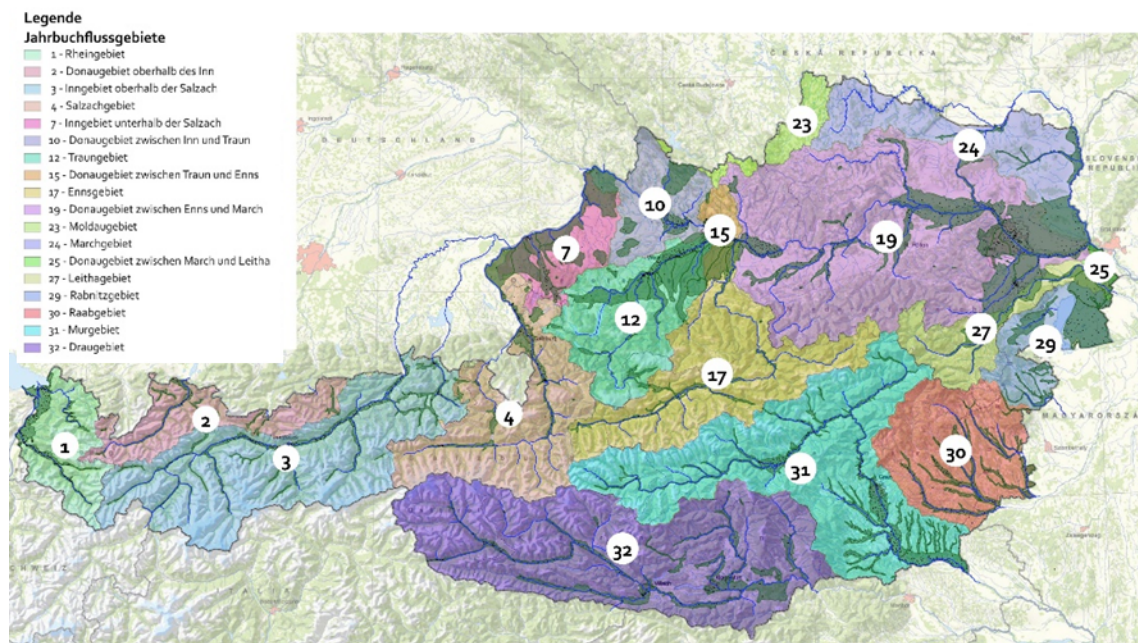 Legende
Jahrbuchflussgebiete
1 - Rheingebiet
2 - Donaugebiet oberhalb des Inn
3 - Inngebiet oberhalb der Salzach
4 - Salzachgebiet
7 - Inngebiet unterhalb der Salzach
10 - Donaugebiet zwischen Inn und Traun
12 - Traungebiet
15 - Donaugebiet zwischen Traun und Enns
17 - Ennsgebiet
19 - Donaugebiet zwischen Enns und March
23 - Moldaugebiet
24 - Marchgebiet
25 - Donaugebiet zwischen March und Leitha
27 - Leithagebiet
29 - Rabnitzgebiet
30 - Raabgebiet
31 - Murgebiet
32 - Draugebiet
ČESKÁ REPUBLIKA
DEUTSCHLAND
SLOVENSKÁ
REPUBLIKA
MAGYARORSZÁG
SCHWEIZ
23
24
10
7
15
19
25
12
27
29
17
4
2
1
3
30
31
32